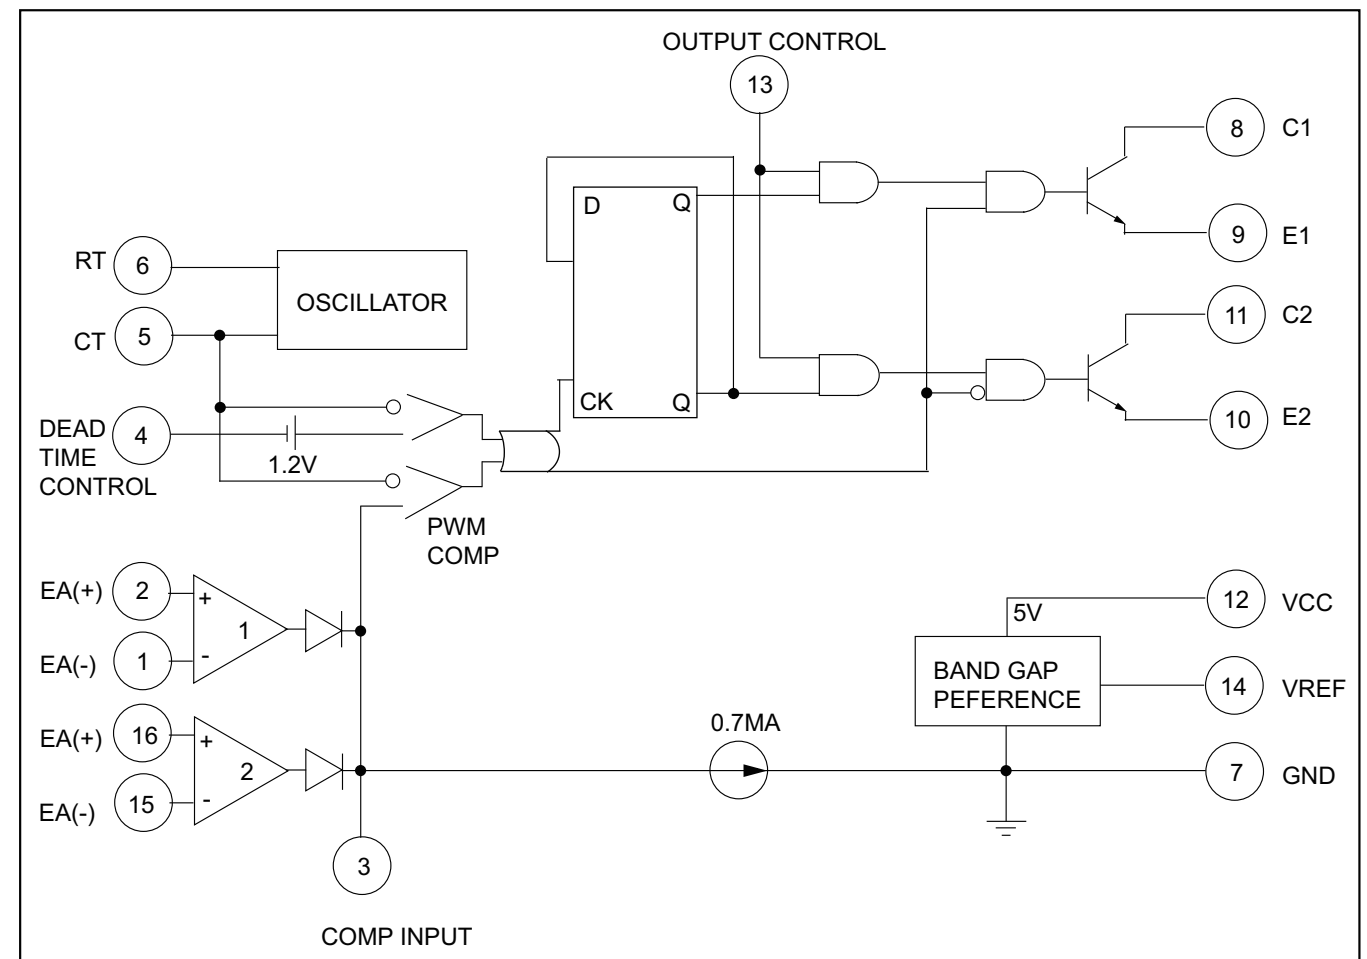 OUTPUT CONTROL
13
8 C1
D Q
9 E1
RT 6
OSCILLATOR
CT 5
11 C2
CK Q
10 E2
DEAD
TIME
CONTROL
4
1.2V
PWM
COMP
EA(+) 2
+
1
-
EA(-) 1
12 VCC
5V
BAND GAP
PEFERENCE
14 VREF
EA(+) 16
+
2
-
EA(-) 15
0.7MA
7 GND
3
COMP INPUT